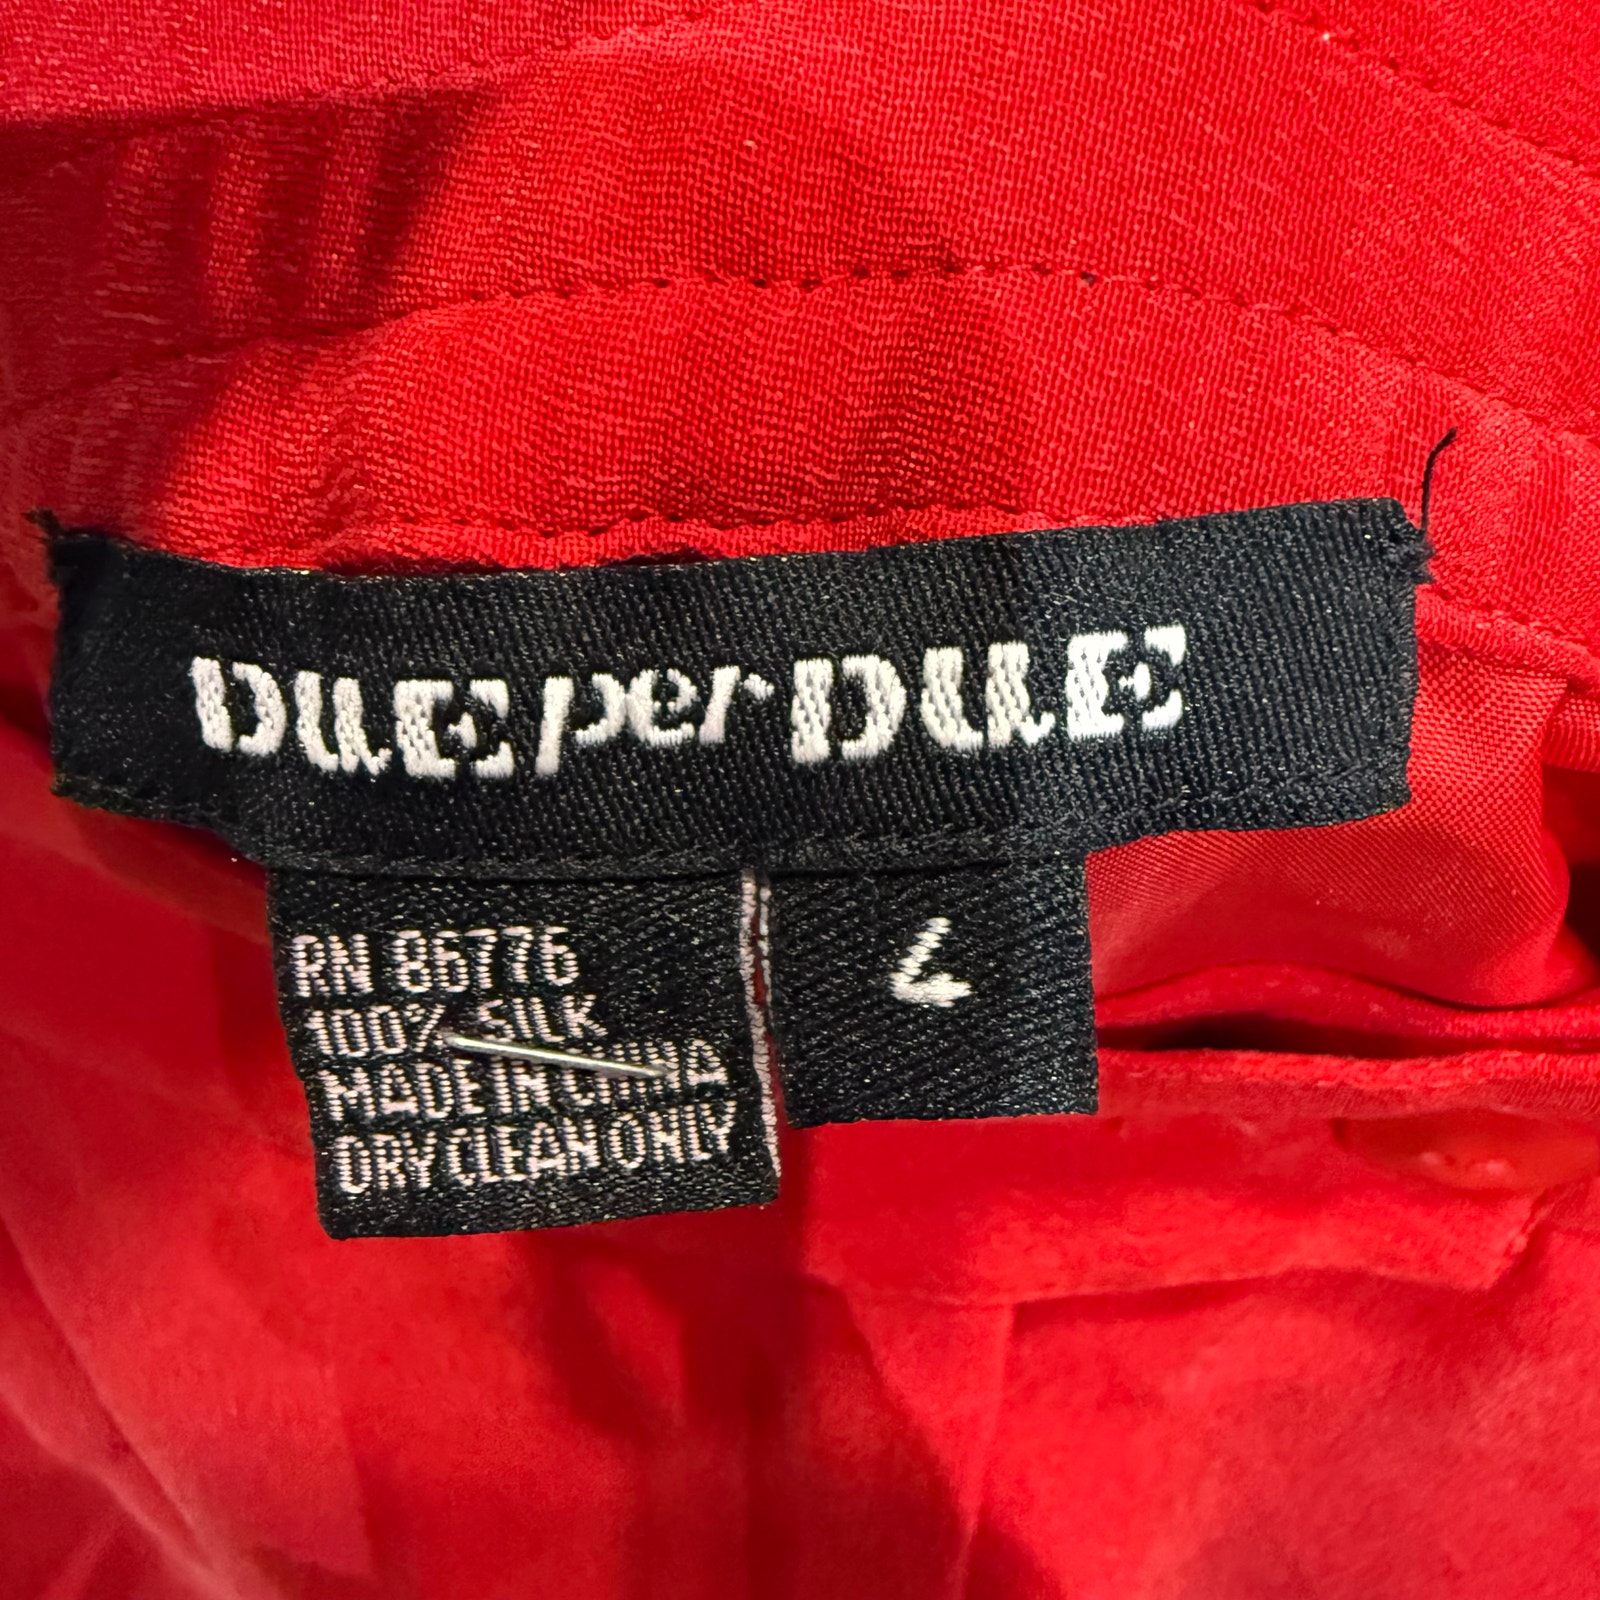 DUE per DUE
RN 86776
100% SILK
MADE IN CHINA
DRY CLEAN ONLY
4